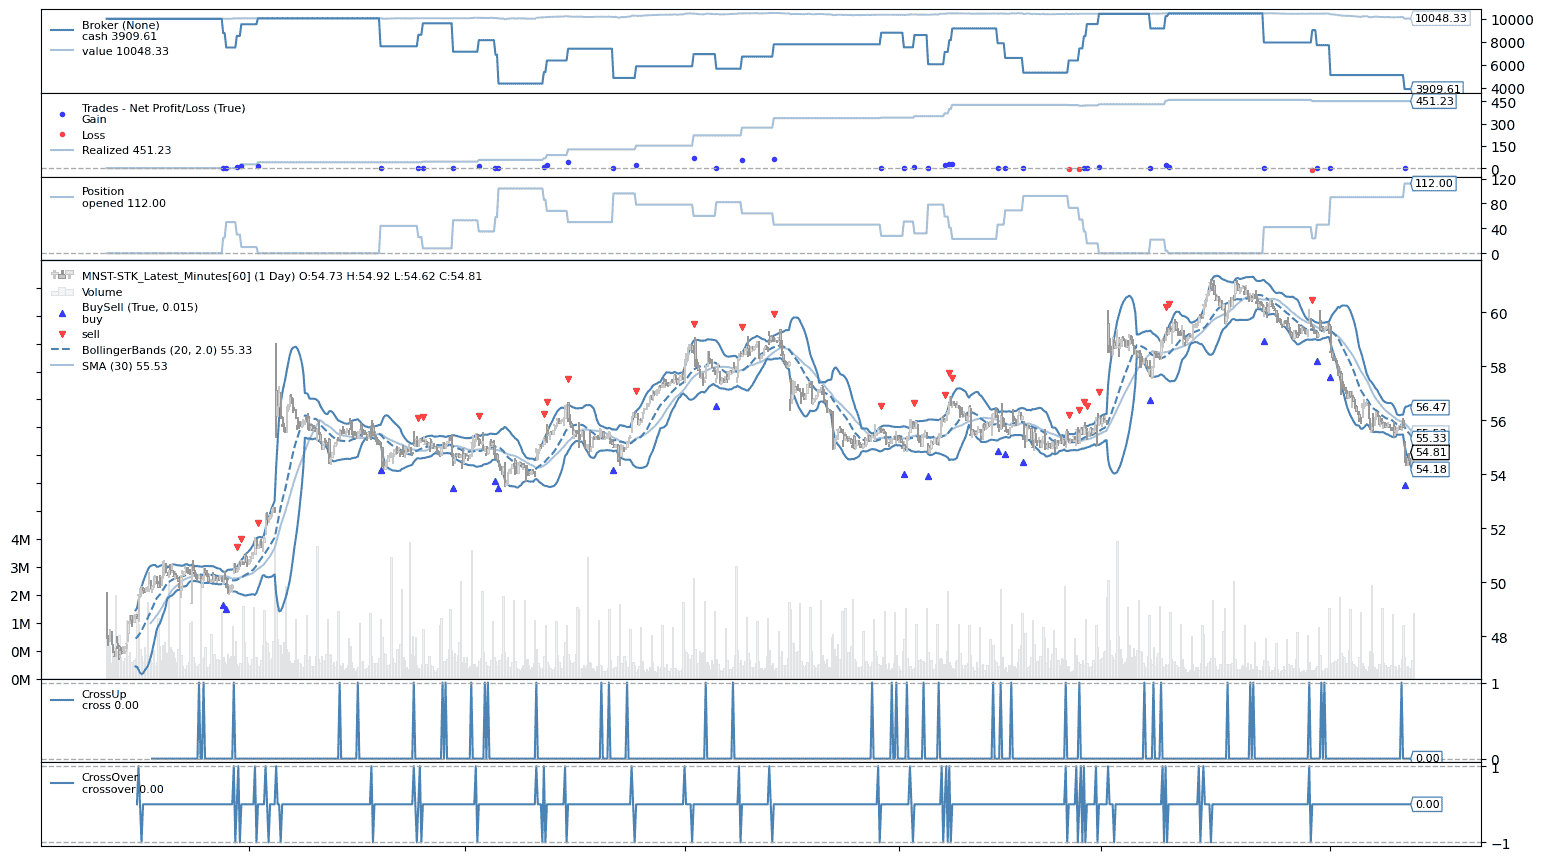 Broker (None)
cash 3909.61
value 10048.33
10048.33
10000
8000
6000
4000
3909.61
Trades - Net Profit/Loss (True)
Gain
Loss
Realized 451.23
451.23
450
300
150
0
Position
opened 112.00
112.00
120
80
40
0
MNST-STK_Latest_Minutes[60] (1 Day) O:54.73 H:54.92 L:54.62 C:54.81
Volume
BuySell (True, 0.015)
buy
sell
BollingerBands (20, 2.0) 55.33
SMA (30) 55.53
60
58
56
54
52
50
48
56.47
55.33
54.81
54.18
4M
3M
2M
1M
0M
0M
CrossUp
cross 0.00
1
0
0.00
CrossOver
crossover 0.00
1
0.00
−1